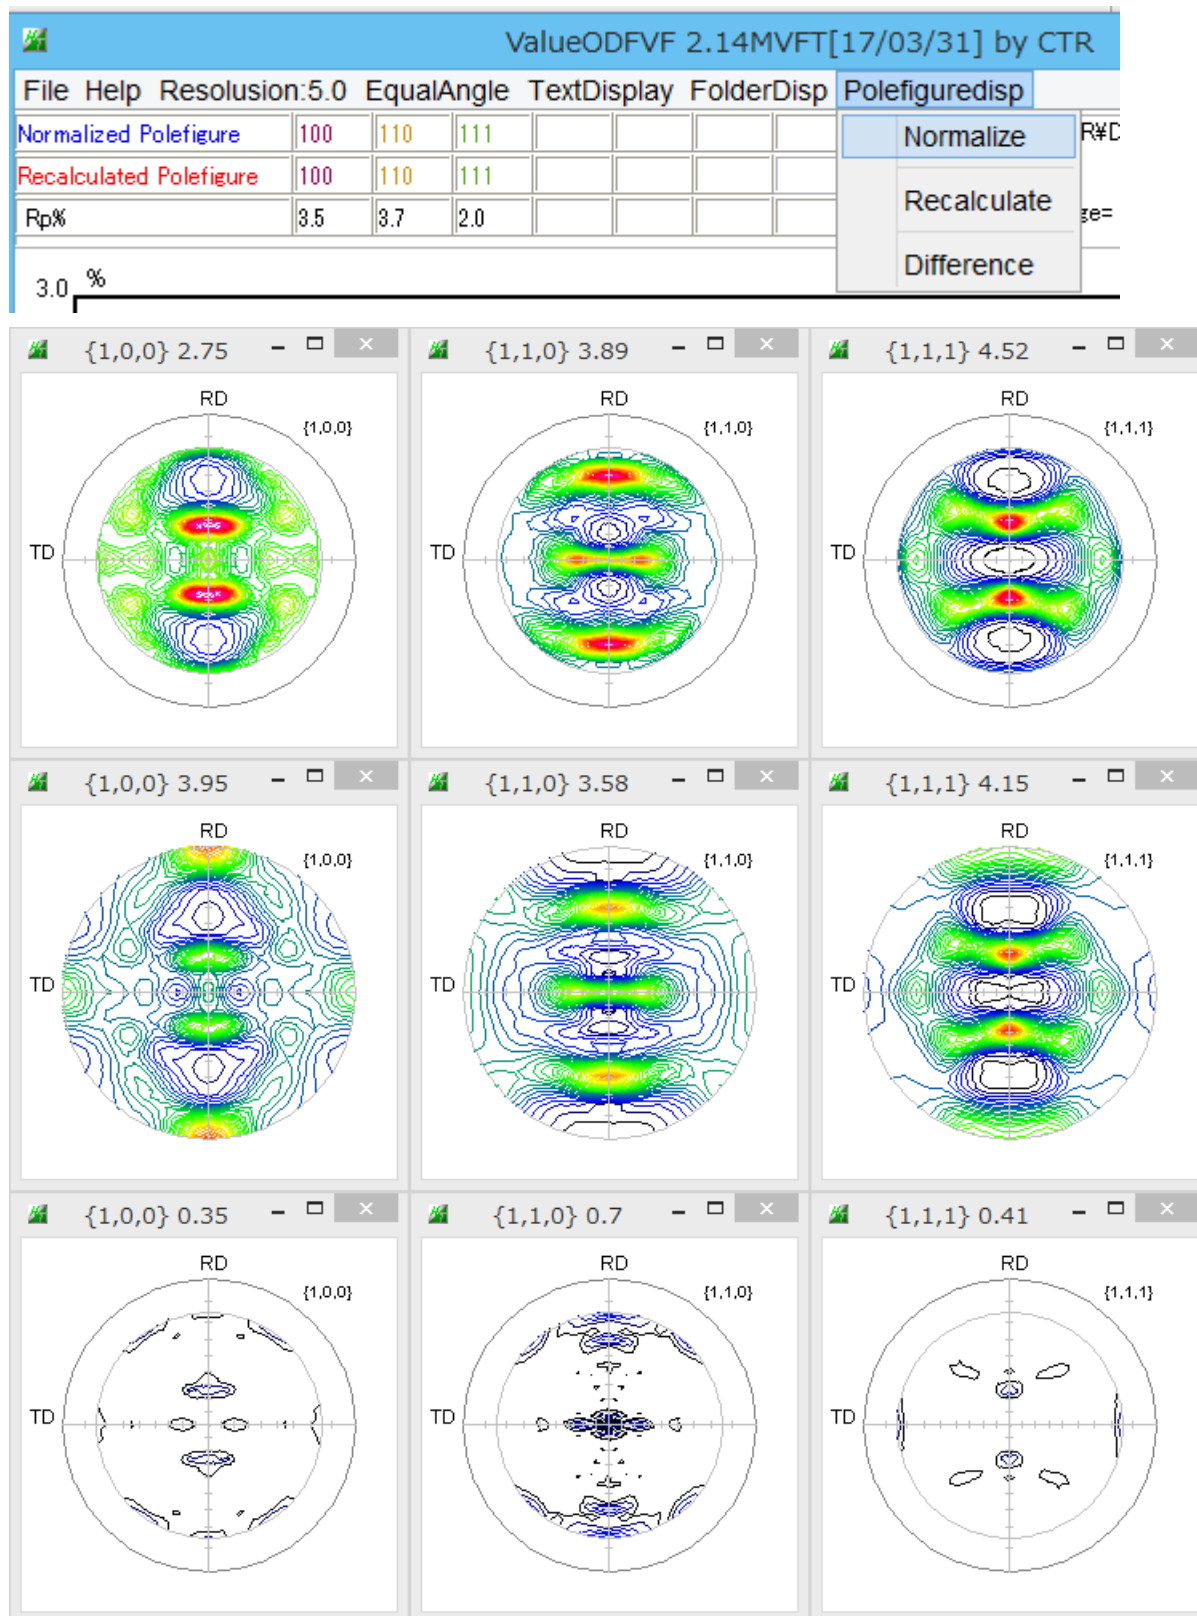 ValueODFVF 2.14MVFT[17/03/31] by CTR
File Help Resolusion:5.0 EqualAngle TextDisplay FolderDisp Polefiguredisp
Normalized Polefigure 100 110 111 Normalize R¥D
Recalculated Polefigure 100 110 111 Recalculate
Rp% 3.5 3.7 2.0 ge=
Difference
3.0 %
{1,0,0} 2.75 {1,1,0} 3.89 {1,1,1} 4.52
RD RD RD
{1,0,0} {1,1,0} {1,1,1}
TD TD TD
{1,0,0} 3.95 {1,1,0} 3.58 {1,1,1} 4.15
RD RD RD
{1,0,0} {1,1,0} {1,1,1}
TD TD TD
{1,0,0} 0.35 {1,1,0} 0.7 {1,1,1} 0.41
RD RD RD
{1,0,0} {1,1,0} {1,1,1}
TD TD TD